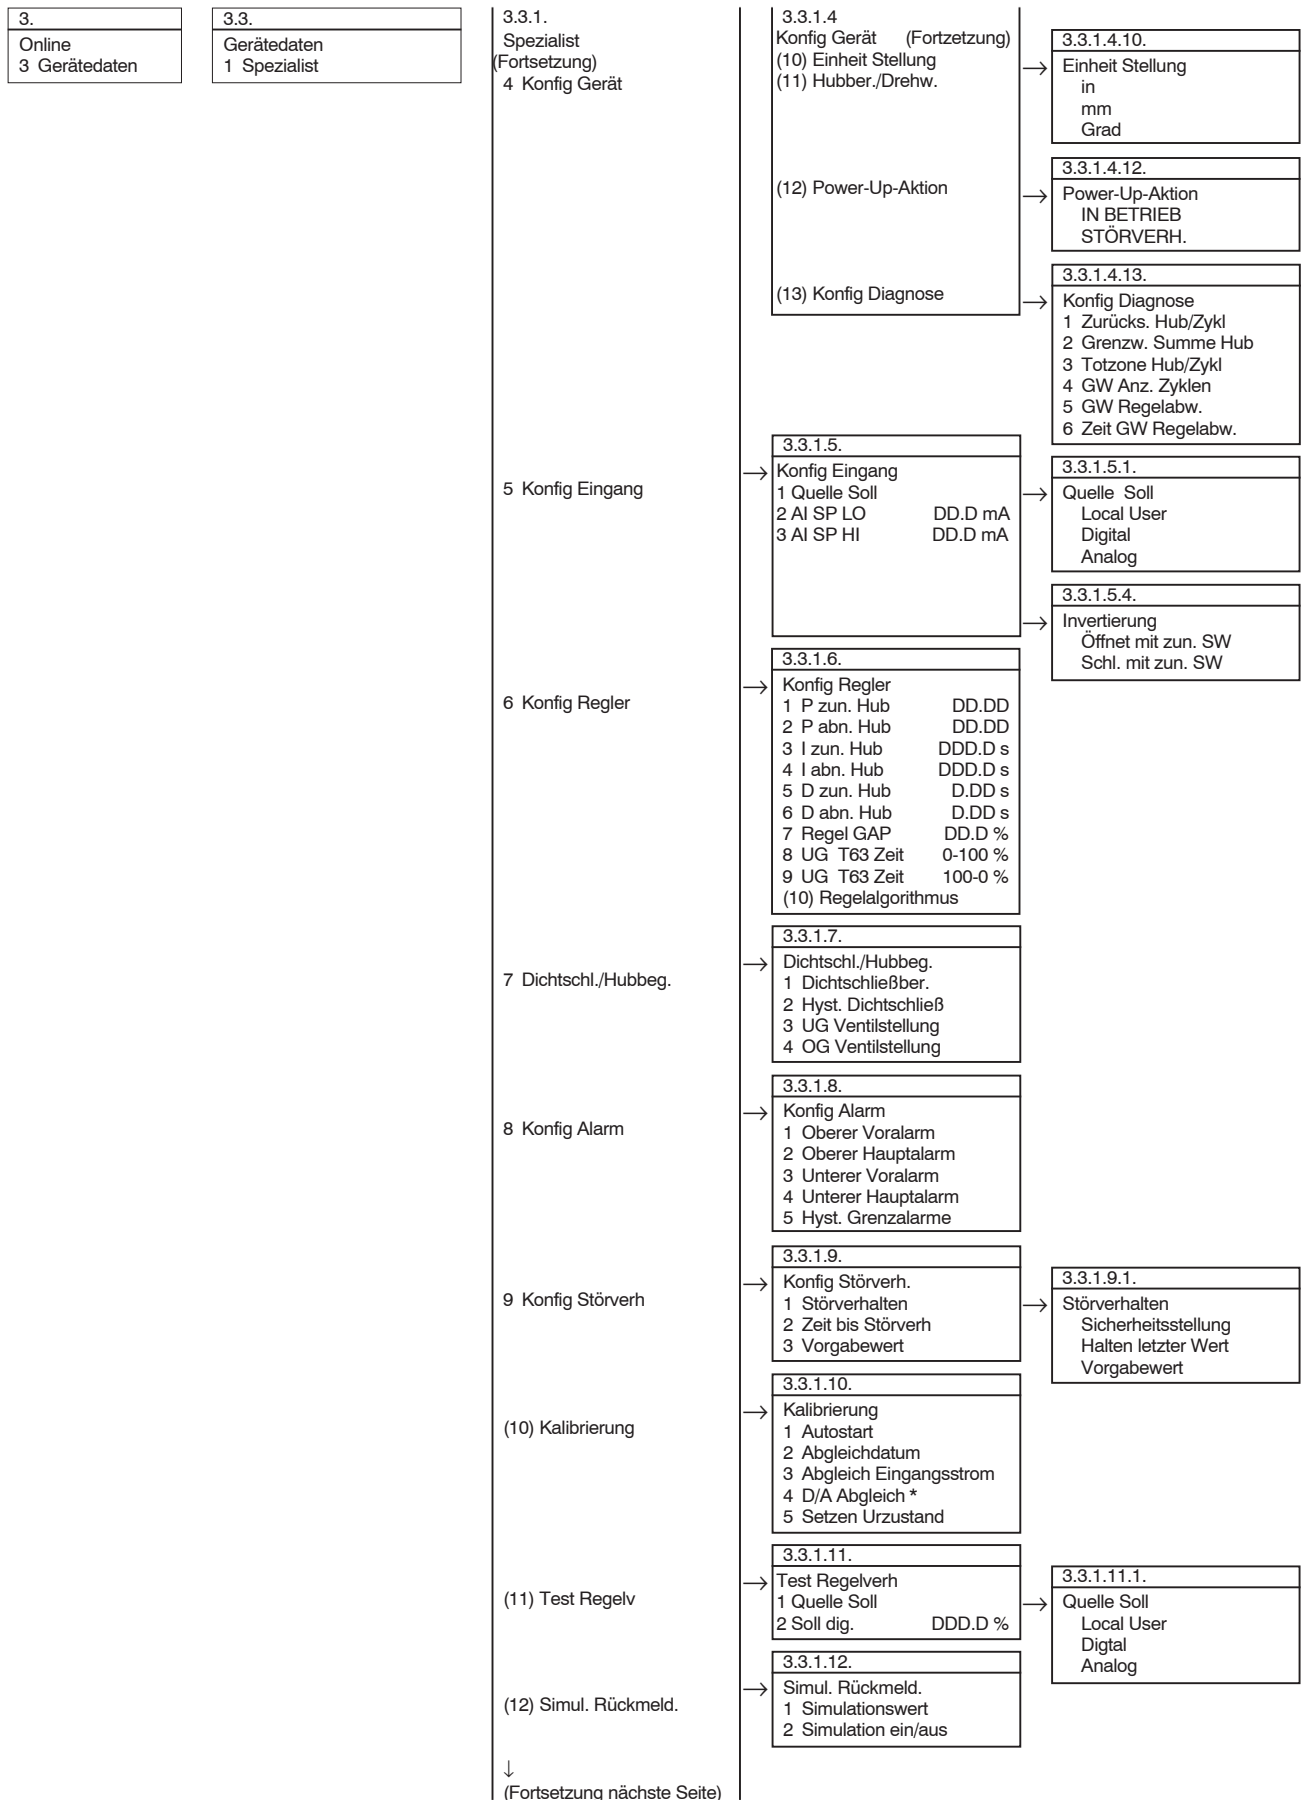 3.
Online
3 Gerätedaten
3.3.
Gerätedaten
1 Spezialist
3.3.1.
Spezialist
(Fortsetzung)
4 Konfig Gerät
5 Konfig Eingang
6 Konfig Regler
7 Dichtschl./Hubbeg.
8 Konfig Alarm
9 Konfig Störverh
(10) Kalibrierung
(11) Test Regelv
(12) Simul. Rückmeld.
↓
(Fortsetzung nächste Seite)
3.3.1.4
Konfig Gerät (Fortzetzung)
(10) Einheit Stellung
(11) Hubber./Drehw.
(12) Power-Up-Aktion
(13) Konfig Diagnose
→
3.3.1.4.10.
Einheit Stellung
in
mm
Grad
→
3.3.1.4.12.
Power-Up-Aktion
IN BETRIEB
STÖRVERH.
→
3.3.1.4.13.
Konfig Diagnose
1 Zurücks. Hub/Zykl
2 Grenzw. Summe Hub
3 Totzone Hub/Zykl
4 GW Anz. Zyklen
5 GW Regelabw.
6 Zeit GW Regelabw.
→
3.3.1.5.
Konfig Eingang
1 Quelle Soll
2 AI SP LO DD.D mA
3 AI SP HI DD.D mA
→
3.3.1.5.1.
Quelle Soll
Local User
Digital
Analog
→
3.3.1.5.4.
Invertierung
Öffnet mit zun. SW
Schl. mit zun. SW
→
3.3.1.6.
Konfig Regler
1 P zun. Hub DD.DD
2 P abn. Hub DD.DD
3 I zun. Hub DDD.D s
4 I abn. Hub DDD.D s
5 D zun. Hub D.DD s
6 D abn. Hub D.DD s
7 Regel GAP DD.D %
8 UG T63 Zeit 0-100 %
9 UG T63 Zeit 100-0 %
(10) Regelalgorithmus
→
3.3.1.7.
Dichtschl./Hubbeg.
1 Dichtschließber.
2 Hyst. Dichtschließ
3 UG Ventilstellung
4 OG Ventilstellung
→
3.3.1.8.
Konfig Alarm
1 Oberer Voralarm
2 Oberer Hauptalarm
3 Unterer Voralarm
4 Unterer Hauptalarm
5 Hyst. Grenzalarme
→
3.3.1.9.
Konfig Störverh.
1 Störverhalten
2 Zeit bis Störverh
3 Vorgabewert
→
3.3.1.9.1.
Störverhalten
Sicherheitsstellung
Halten letzter Wert
Vorgabewert
→
3.3.1.10.
Kalibrierung
1 Autostart
2 Abgleichdatum
3 Abgleich Eingangsstrom
4 D/A Abgleich *
5 Setzen Urzustand
→
3.3.1.11.
Test Regelverh
1 Quelle Soll
2 Soll dig. DDD.D %
→
3.3.1.11.1.
Quelle Soll
Local User
Digtal
Analog
→
3.3.1.12.
Simul. Rückmeld.
1 Simulationswert
2 Simulation ein/aus